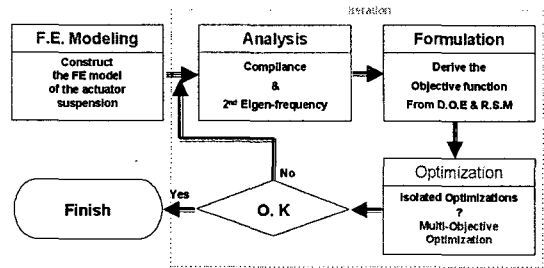 Iteration
F.E. Modeling
Construct
the FE model
of the actuator
suspension
Analysis
Compliance
&
2nd Eigen-frequency
Formulation
Derive the
Objective function
From D.O.E & R.S.M
Optimization
Isolated Optimizations
?
Multi-Objective
Optimization
No
O. K
Yes
Finish